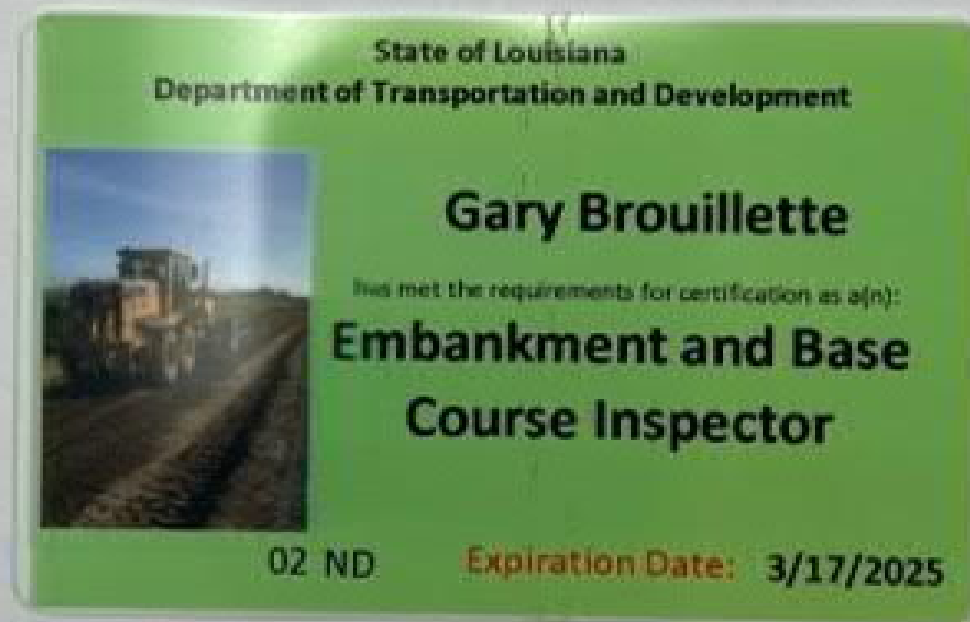 State of Louisiana
Department of Transportation and Development
Gary Brouillette
has met the requirements for certification as a(n):
Embankment and Base
Course Inspector
02 ND Expiration Date: 3/17/2025